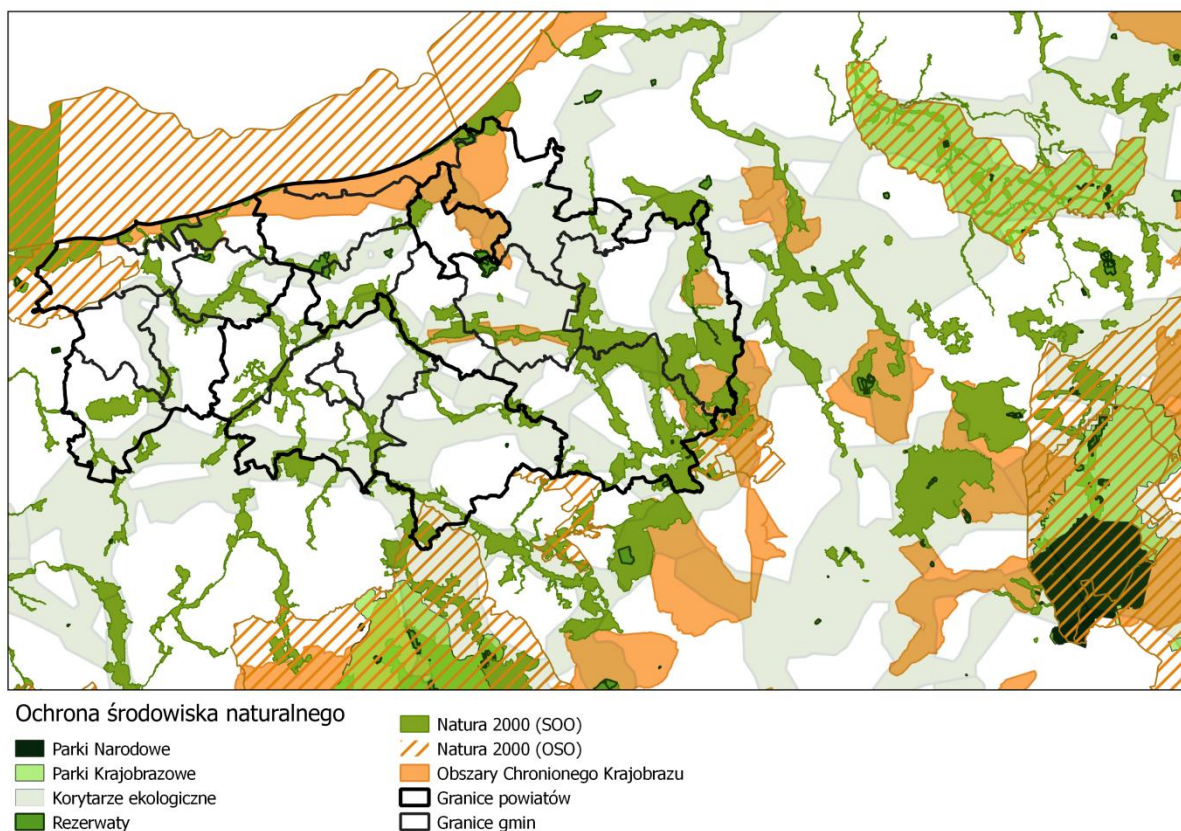 Ochrona środowiska naturalnego
Parki Narodowe
Parki Krajobrazowe
Korytarze ekologiczne
Rezerwaty
Natura 2000 (SOO)
Natura 2000 (OSO)
Obszary Chronionego Krajobrazu
Granice powiatów
Granice gmin